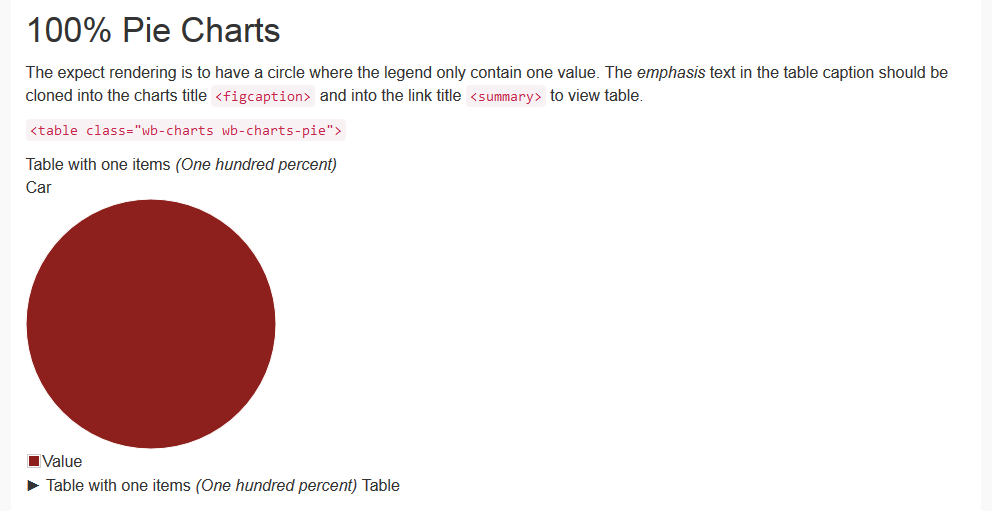 100% Pie Charts
The expect rendering is to have a circle where the legend only contain one value. The emphasis text in the table caption should be
cloned into the charts title <figcaption> and into the link title <summary> to view table.
<table class="wb-charts wb-charts-pie">
Table with one items (One hundred percent)
Car
Value
Table with one items (One hundred percent) Table